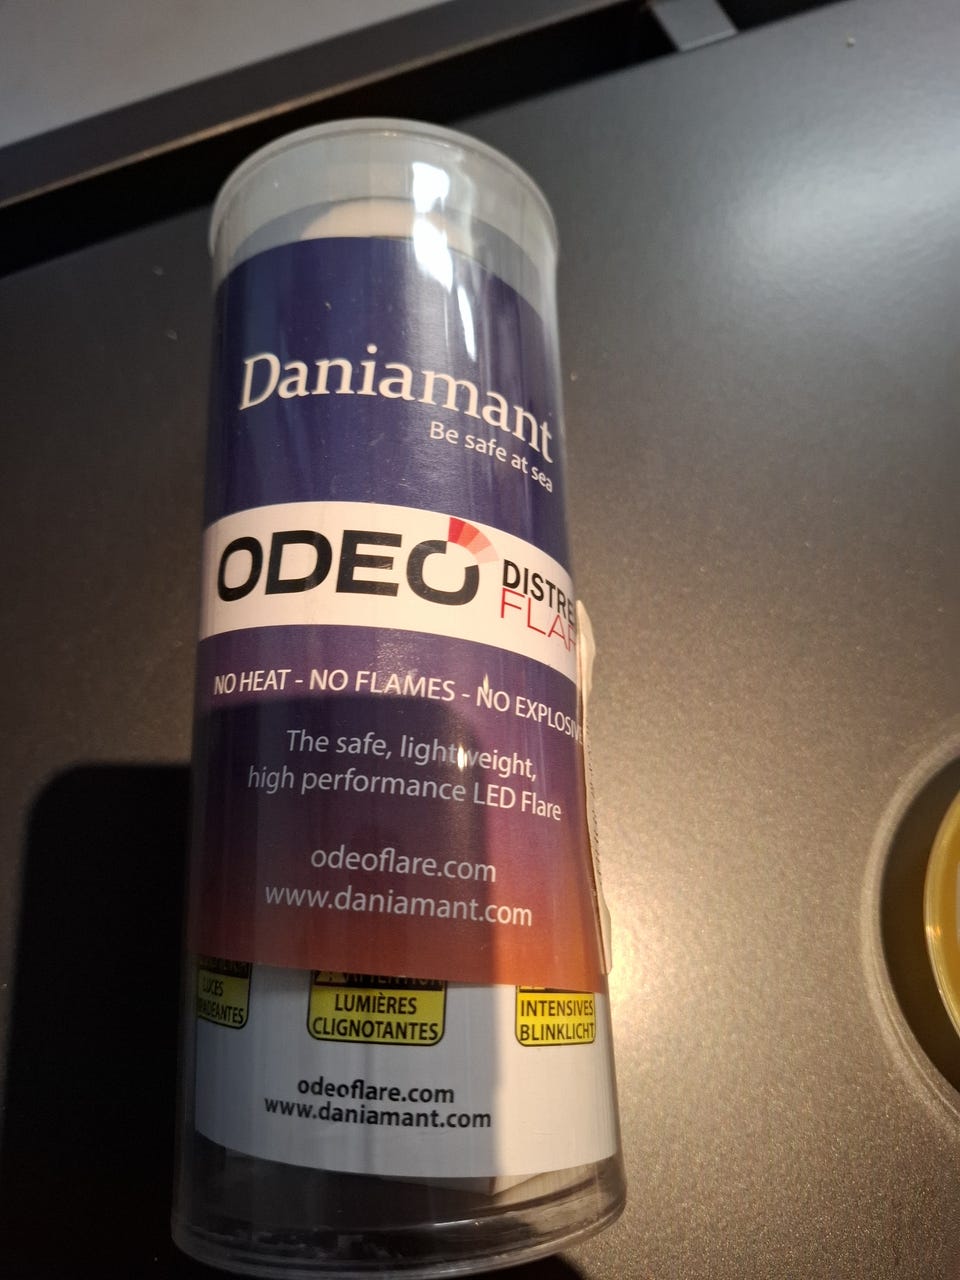 Daniamant
Be safe at sea
ODEO
NO HEAT - NO FLAMES - NO
The safe, lightweight,
high performance LED Flare
odeoflare.com
www.daniamant.com
LUCES
LUMIÈRES
CLIGNOTANTES
INTENSIVES
BLINKLICHT
odeoflare.com
www.daniamant.com